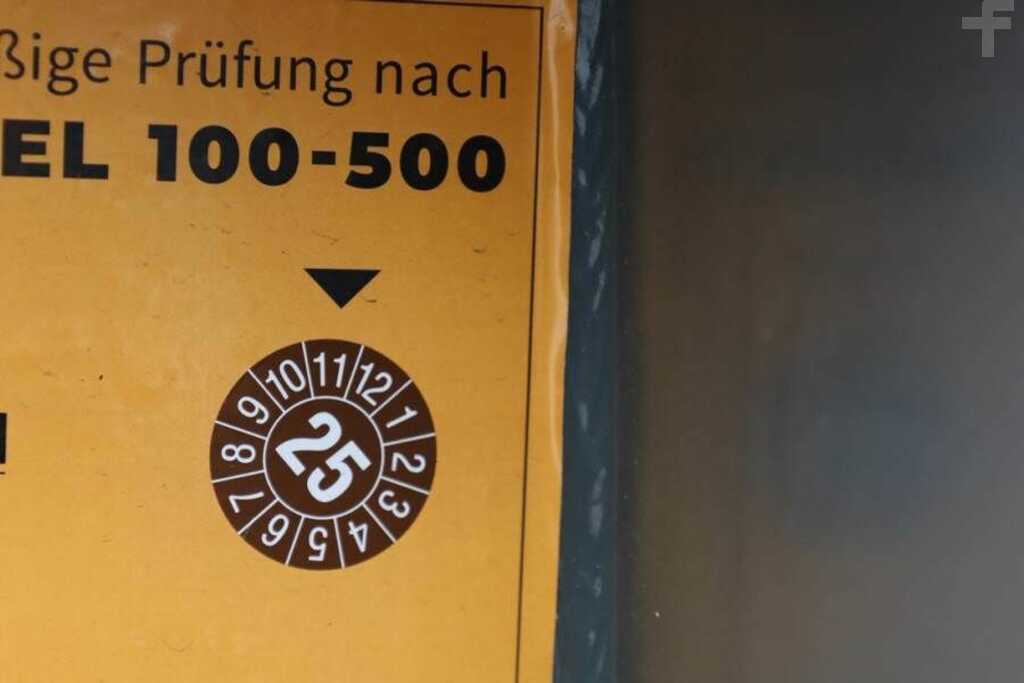 ßige Prüfung nach
EL 100-500
10 11 12 1 2 3 4 5 6 7 8 9
25
f